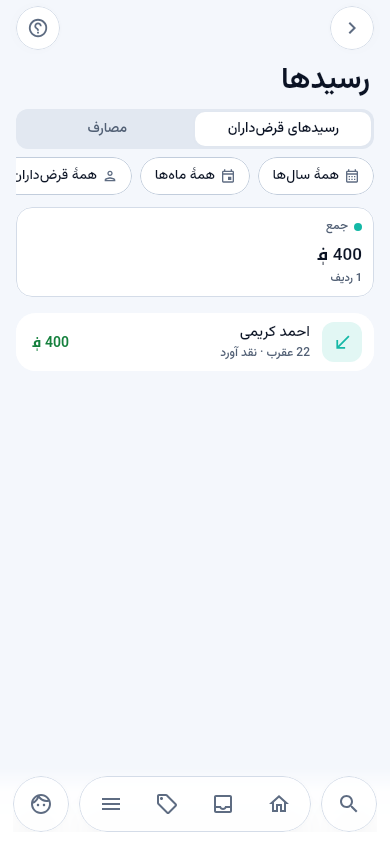 رسیدها
رسیدهای قرض‌داران
مصارف
همهٔ سال‌ها
همهٔ ماه‌ها
همهٔ قرض‌داران
جمع
400 ؋
1 ردیف
احمد کریمی
22 عقرب · نقد آورد
400 ؋